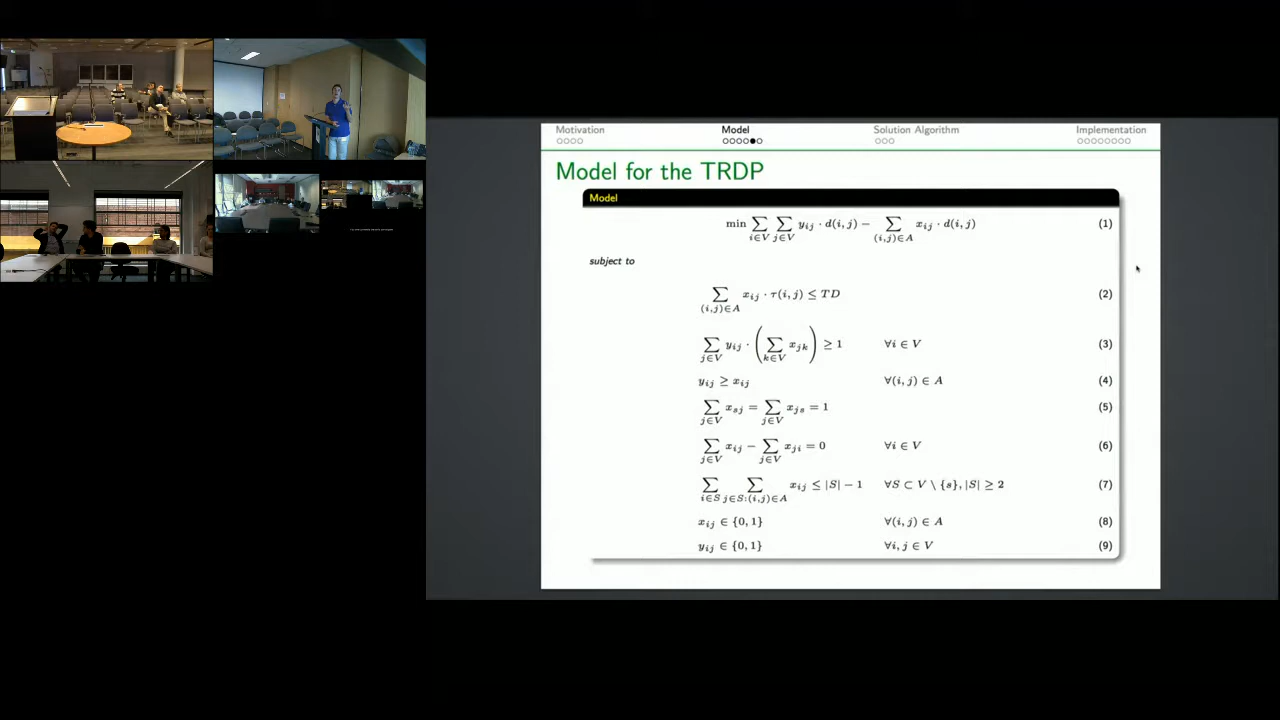 Motivation Model Solution Algorithm Implementation
Model for the TRDP
Model
min ∑_{i∈V} ∑_{j∈V} y_{ij} · d(i, j) − ∑_{(i,j)∈A} x_{ij} · d(i, j) (1)
subject to
∑_{(i,j)∈A} x_{ij} · τ(i, j) ≤ TD (2)
∑_{j∈V} y_{ij} · (∑_{k∈V} x_{jk}) ≥ 1 ∀i ∈ V (3)
y_{ij} ≥ x_{ij} ∀(i, j) ∈ A (4)
∑_{j∈V} x_{sj} = ∑_{j∈V} x_{js} = 1 (5)
∑_{j∈V} x_{ij} − ∑_{j∈V} x_{ji} = 0 ∀i ∈ V (6)
∑_{i∈S} ∑_{j∈S:(i,j)∈A} x_{ij} ≤ |S| − 1 ∀S ⊂ V \ {s}, |S| ≥ 2 (7)
x_{ij} ∈ {0, 1} ∀(i, j) ∈ A (8)
y_{ij} ∈ {0, 1} ∀i, j ∈ V (9)